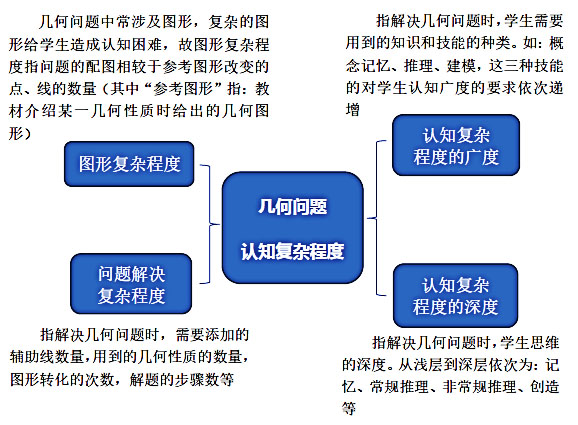 几何问题中常涉及图形，复杂的图
形给学生造成认知困难，故图形复杂程
度指问题的配图相较于参考图形改变的
点、线的数量（其中“参考图形”指：教
材介绍某一几何性质时给出的几何图
形）
指解决几何问题时，学生需要
用到的知识和技能的种类。如：概
念记忆、推理、建模，这三种技能
的对学生认知广度的要求依次递
增
图形复杂程度
认知复杂
程度的广度
几何问题
认知复杂程度
问题解决
复杂程度
认知复杂
程度的深度
指解决几何问题时，需要添加的
辅助线数量，用到的几何性质的数量，
图形转化的次数，解题的步骤数等
指解决几何问题时，学生思维
的深度。从浅层到深层依次为：记
忆、常规推理、非常规推理、创造
等